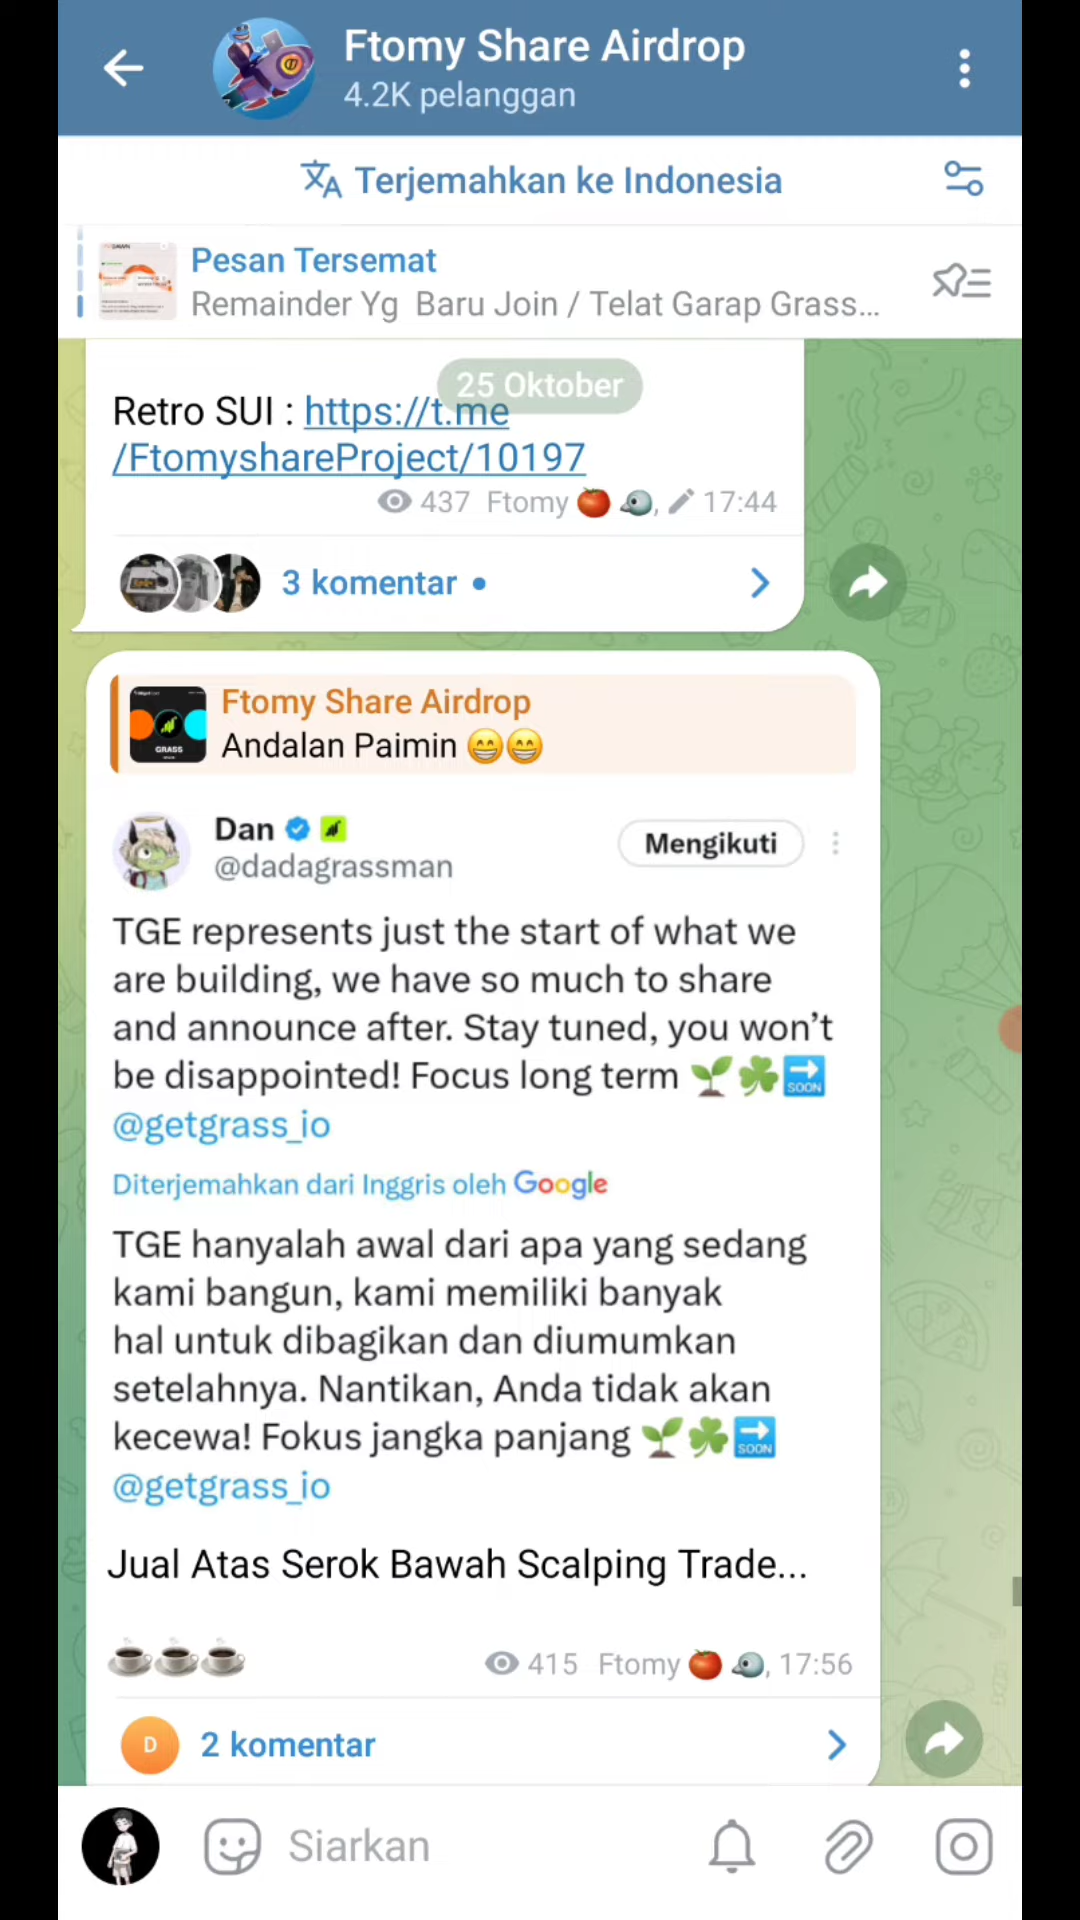 Ftomy Share Airdrop
4.2K pelanggan
Terjemahkan ke Indonesia
Pesan Tersemat
Remainder Yg Baru Join / Telat Garap Grass...
25 Oktober
Retro SUI : https://t.me
/FtomyshareProject/10197
437 Ftomy 🍅 🐦, 17:44
3 komentar
Ftomy Share Airdrop
GRASS
Andalan Paimin 😁😁
Dan
Mengikuti
@dadagrassman
TGE represents just the start of what we
are building, we have so much to share
and announce after. Stay tuned, you won't
be disappointed! Focus long term 🌱☘️🔜
@getgrass_io
Diterjemahkan dari Inggris oleh Google
TGE hanyalah awal dari apa yang sedang
kami bangun, kami memiliki banyak
hal untuk dibagikan dan diumumkan
setelahnya. Nantikan, Anda tidak akan
kecewa! Fokus jangka panjang 🌱☘️🔜
@getgrass_io
Jual Atas Serok Bawah Scalping Trade...
☕☕☕
415 Ftomy 🍅 🐦, 17:56
D
2 komentar
Siarkan